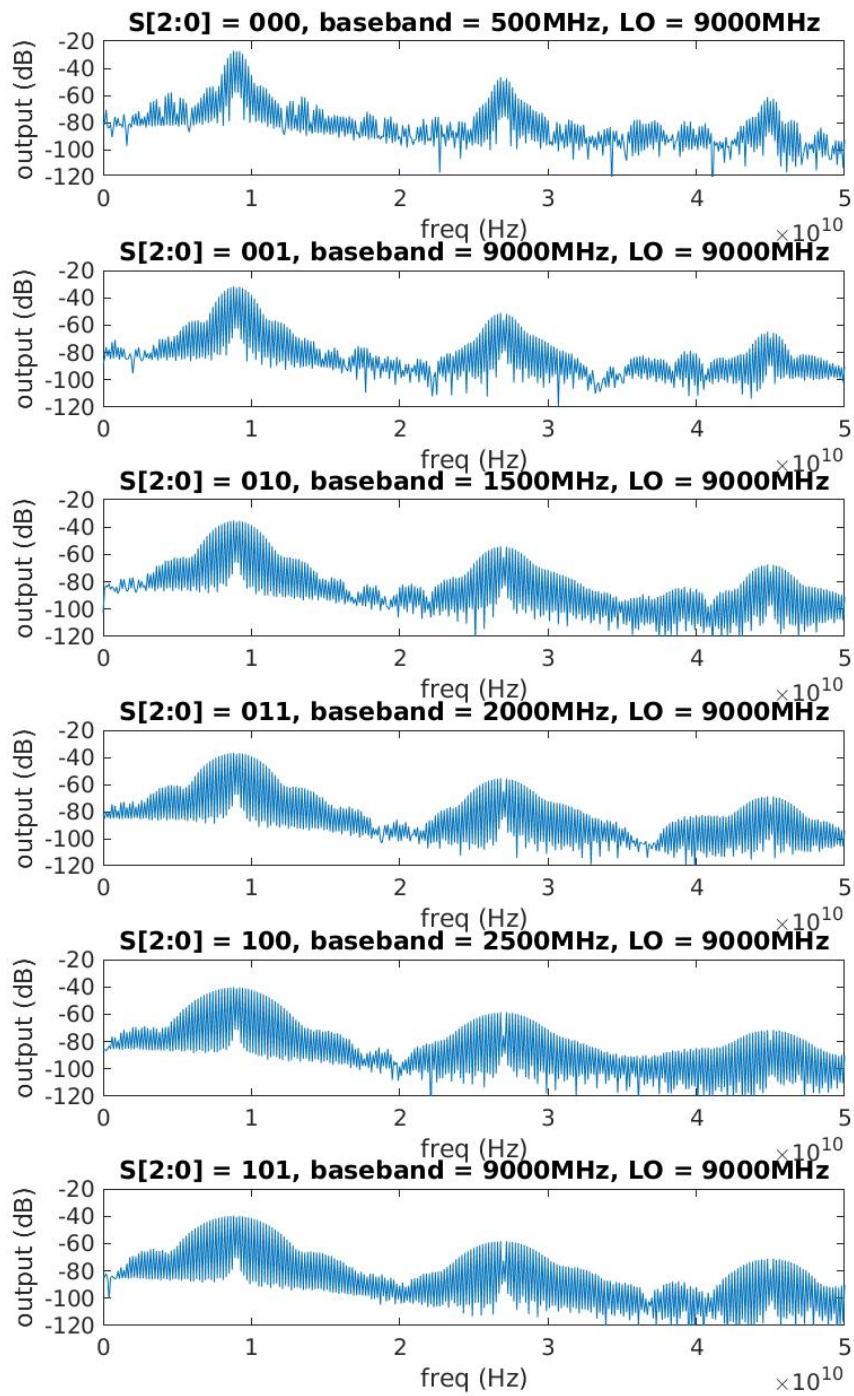 S[2:0] = 000, baseband = 500MHz, LO = 9000MHz
output (dB)
-20
-40
-60
-80
-100
-120
0 1 2 3 4 5
freq (Hz)
×10^10
S[2:0] = 001, baseband = 9000MHz, LO = 9000MHz
output (dB)
-20
-40
-60
-80
-100
-120
0 1 2 3 4 5
freq (Hz)
×10^10
S[2:0] = 010, baseband = 1500MHz, LO = 9000MHz
output (dB)
-20
-40
-60
-80
-100
-120
0 1 2 3 4 5
freq (Hz)
×10^10
S[2:0] = 011, baseband = 2000MHz, LO = 9000MHz
output (dB)
-20
-40
-60
-80
-100
-120
0 1 2 3 4 5
freq (Hz)
×10^10
S[2:0] = 100, baseband = 2500MHz, LO = 9000MHz
output (dB)
-20
-40
-60
-80
-100
-120
0 1 2 3 4 5
freq (Hz)
×10^10
S[2:0] = 101, baseband = 9000MHz, LO = 9000MHz
output (dB)
-20
-40
-60
-80
-100
-120
0 1 2 3 4 5
freq (Hz)
×10^10